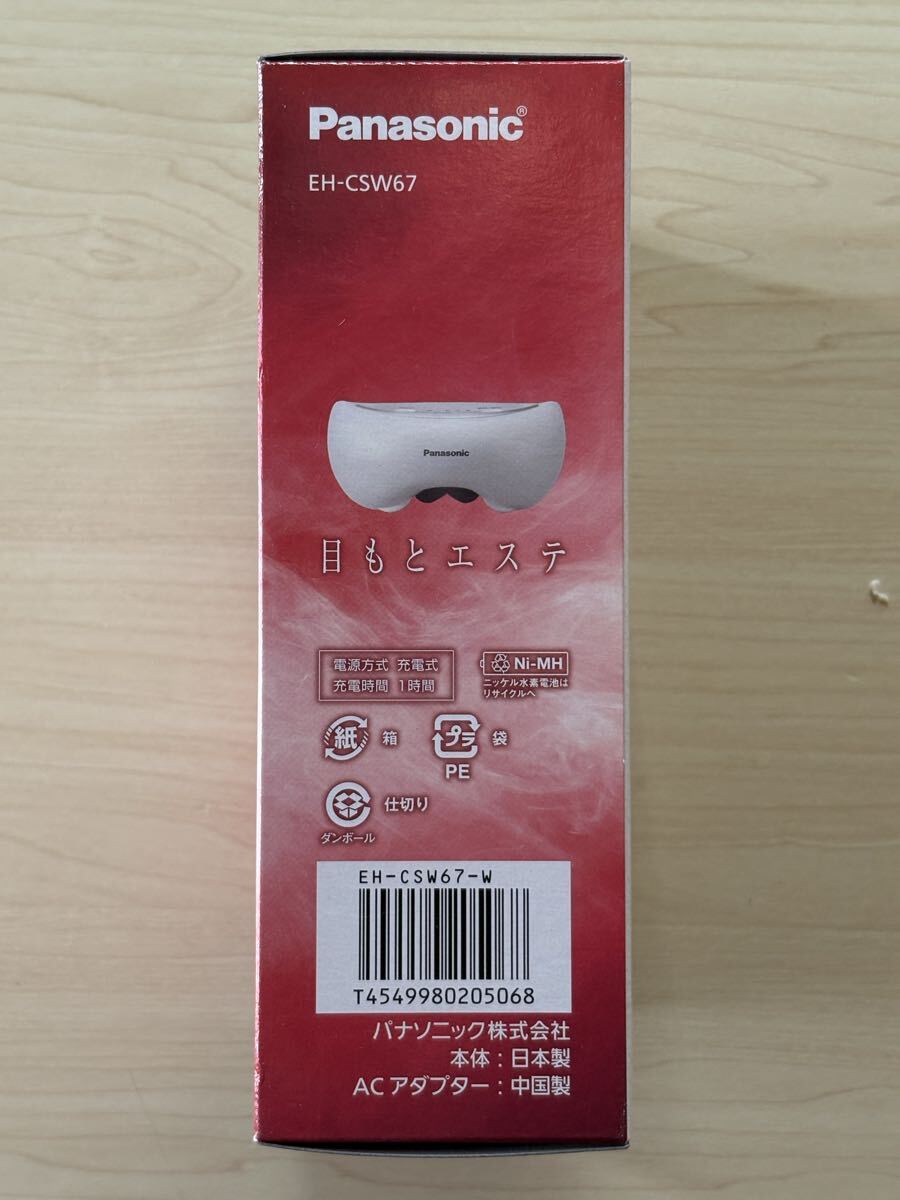 Panasonic®
EH-CSW67
Panasonic
目もとエステ
電源方式 充電式
充電時間 1時間
Ni-MH
ニッケル水素電池は
リサイクルへ
紙 箱
プラ 袋
PE
仕切り
ダンボール
EH-CSW67-W
T4549980205068
パナソニック株式会社
本体：日本製
ACアダプター：中国製